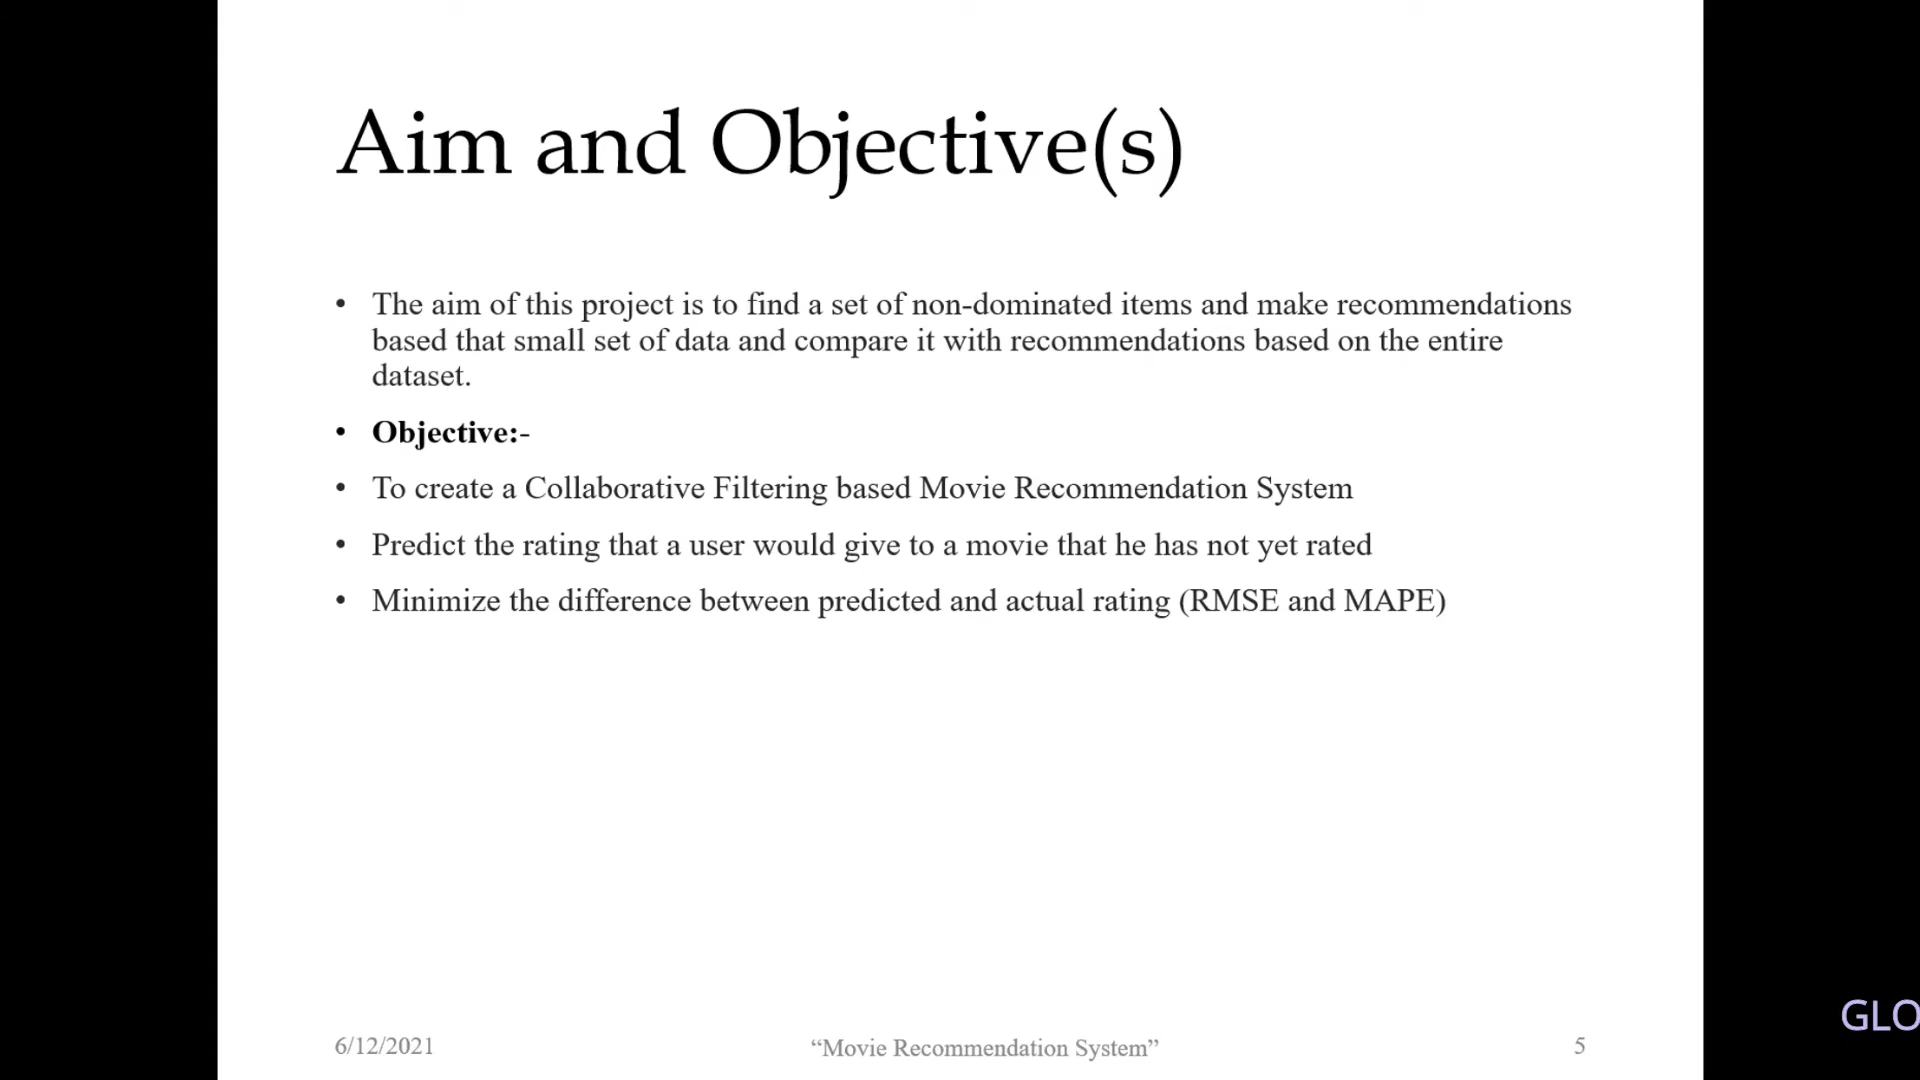 Aim and Objective(s)
• The aim of this project is to find a set of non-dominated items and make recommendations
based that small set of data and compare it with recommendations based on the entire
dataset.
• Objective:-
• To create a Collaborative Filtering based Movie Recommendation System
• Predict the rating that a user would give to a movie that he has not yet rated
• Minimize the difference between predicted and actual rating (RMSE and MAPE)
GLO
6/12/2021
“Movie Recommendation System”
5